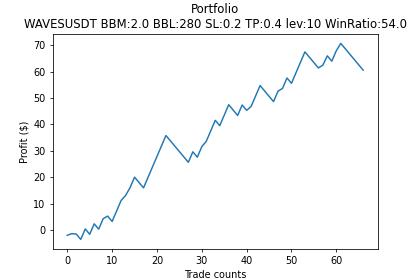 Portfolio
WAVESUSDT BBM:2.0 BBL:280 SL:0.2 TP:0.4 lev:10 WinRatio:54.0
70
60
50
40
30
20
10
0
Profit ($)
0 10 20 30 40 50 60
Trade counts